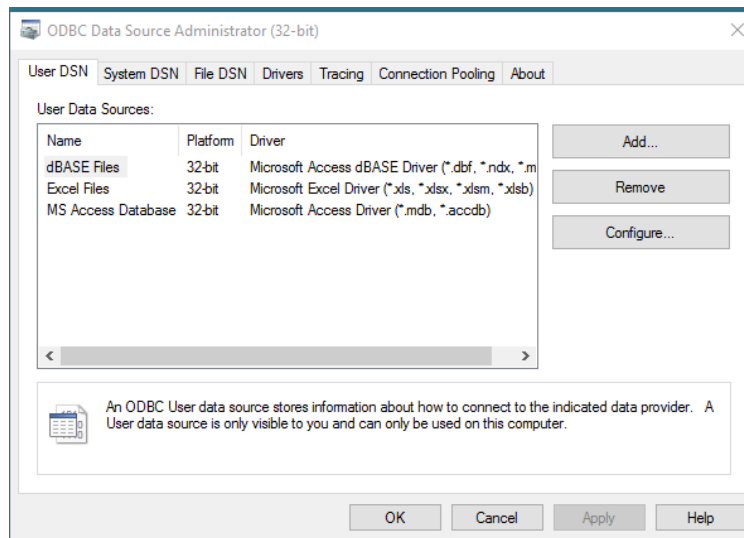 ODBC Data Source Administrator (32-bit)
User DSN System DSN File DSN Drivers Tracing Connection Pooling About
User Data Sources:
Name Platform Driver
dBASE Files 32-bit Microsoft Access dBASE Driver (*.dbf, *.ndx, *.m
Excel Files 32-bit Microsoft Excel Driver (*.xls, *.xlsx, *.xlsm, *.xlsb)
MS Access Database 32-bit Microsoft Access Driver (*.mdb, *.accdb)
Add...
Remove
Configure...
An ODBC User data source stores information about how to connect to the indicated data provider. A
User data source is only visible to you and can only be used on this computer.
OK Cancel Apply Help